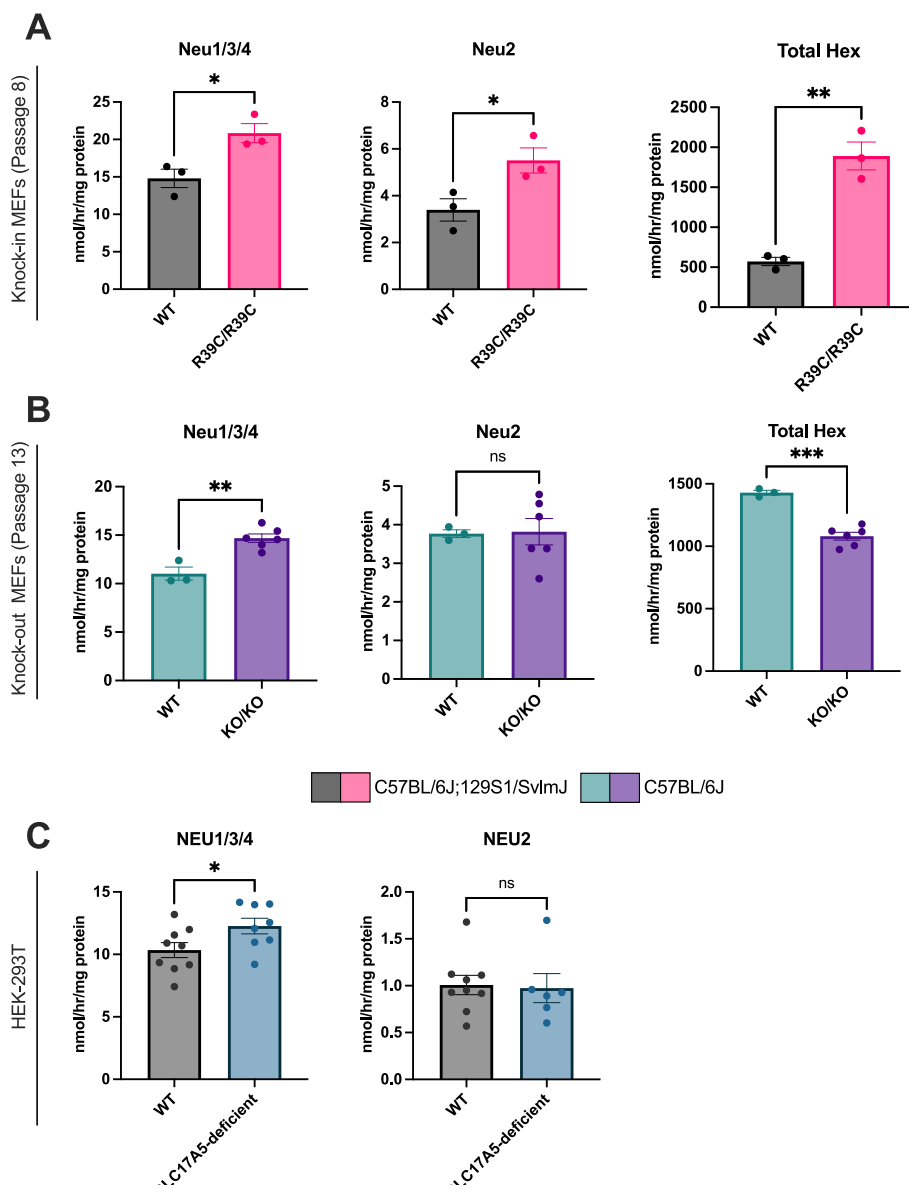 A
Knock-in MEFs (Passage 8)
Neu1/3/4
*
nmol/hr/mg protein
25
20
15
10
5
0
WT
R39C/R39C
Neu2
*
nmol/hr/mg protein
8
6
4
2
0
WT
R39C/R39C
Total Hex
**
nmol/hr/mg protein
2500
2000
1500
1000
500
0
WT
R39C/R39C
B
Knock-out MEFs (Passage 13)
Neu1/3/4
**
nmol/hr/mg protein
20
15
10
5
0
WT
KO/KO
Neu2
ns
nmol/hr/mg protein
5
4
3
2
1
0
WT
KO/KO
Total Hex
***
nmol/hr/mg protein
1500
1000
500
0
WT
KO/KO
C57BL/6J;129S1/SvImJ
C57BL/6J
C
HEK-293T
NEU1/3/4
*
nmol/hr/mg protein
15
10
5
0
WT
LC17A5-deficient
NEU2
ns
nmol/hr/mg protein
2.0
1.5
1.0
0.5
0.0
WT
LC17A5-deficient